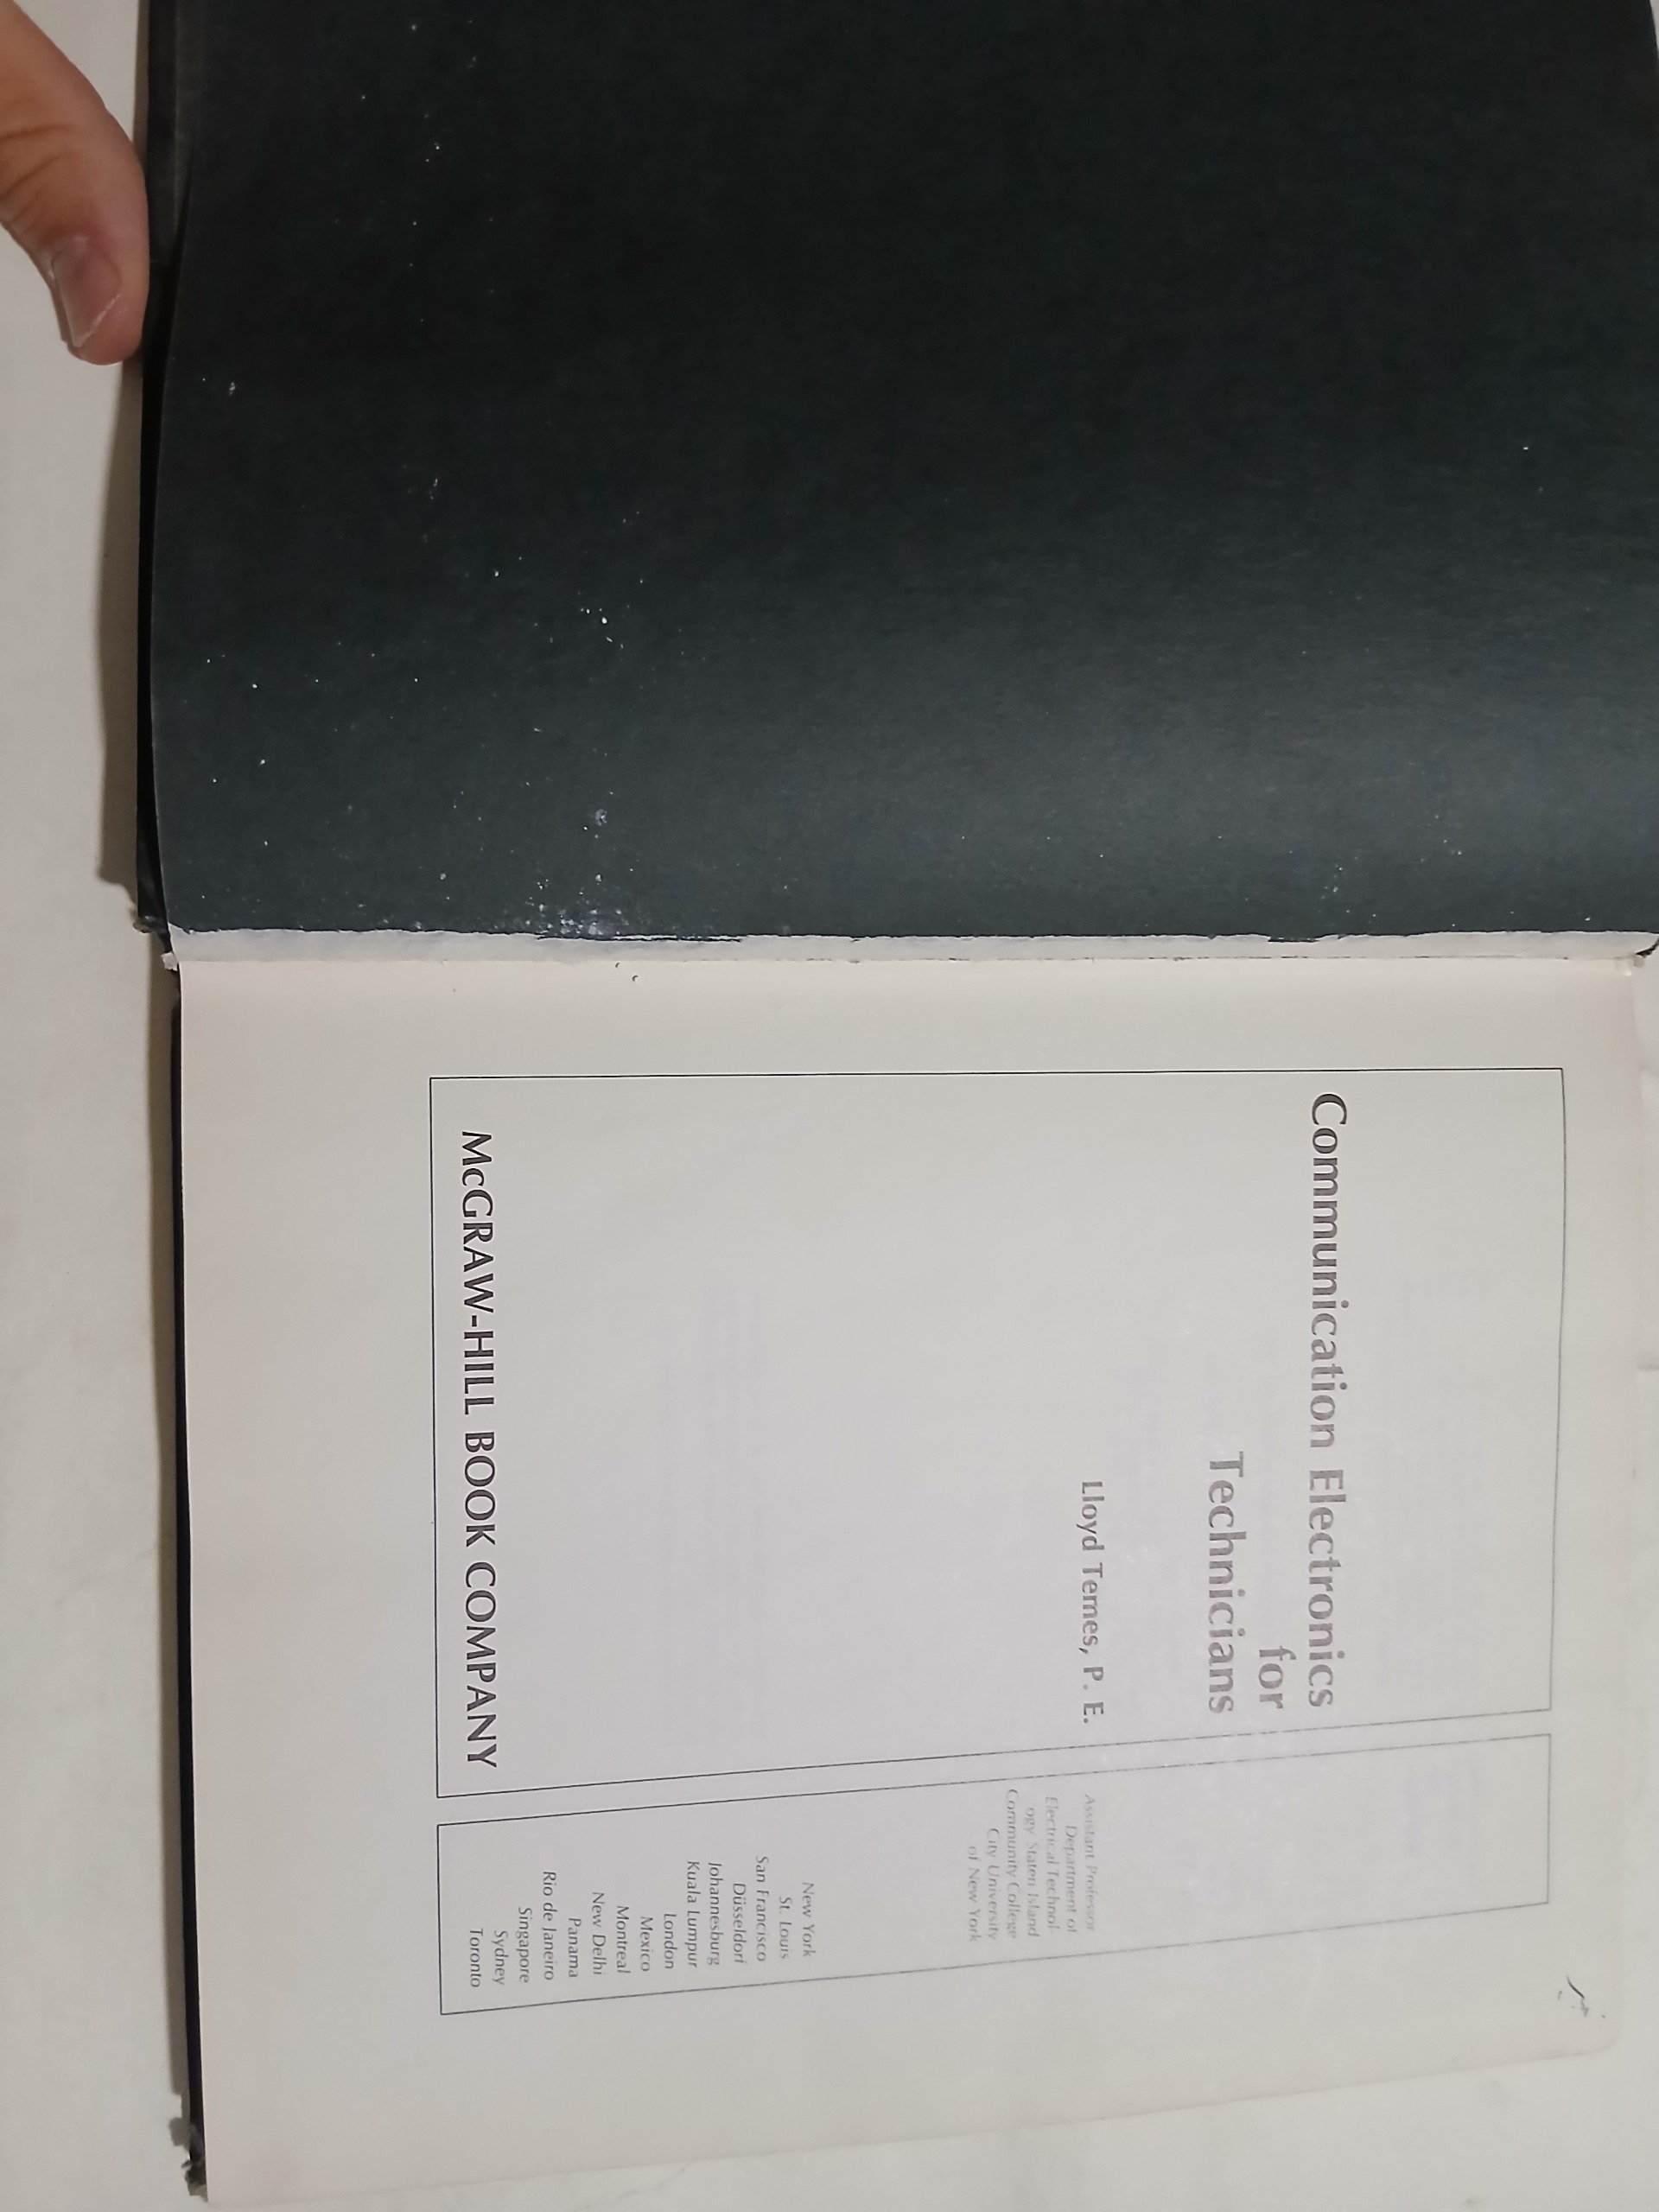 Communication Electronics
for
Technicians
Lloyd Temes, P. E.
Assistant Professor
Department of
Electrical Technol-
ogy Staten Island
Community College
City University
of New York
McGRAW-HILL BOOK COMPANY
New York
St. Louis
San Francisco
Düsseldorf
Johannesburg
Kuala Lumpur
London
Mexico
Montreal
New Delhi
Panama
Rio de Janeiro
Singapore
Sydney
Toronto